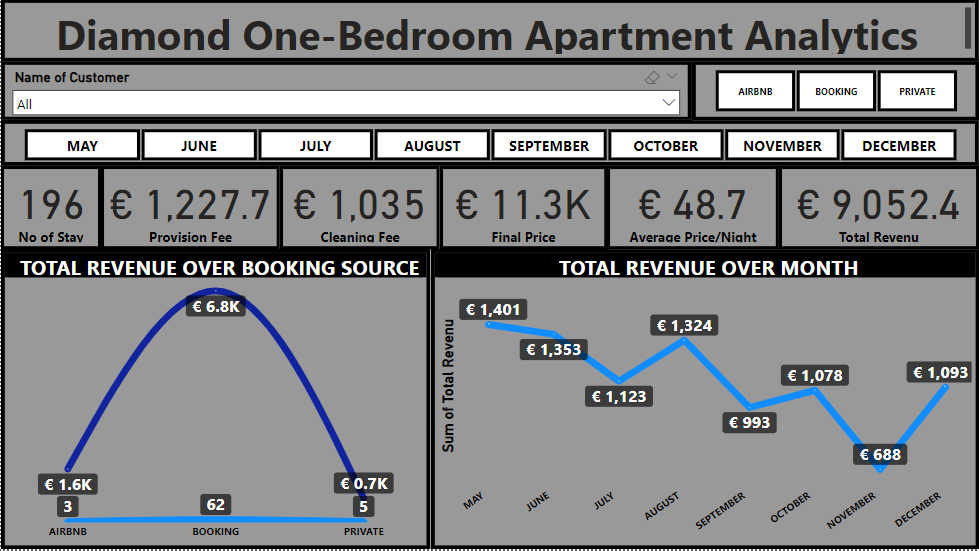 Diamond One-Bedroom Apartment Analytics
Name of Customer
All
AIRBNB BOOKING PRIVATE
MAY JUNE JULY AUGUST SEPTEMBER OCTOBER NOVEMBER DECEMBER
196 € 1,227.7 € 1,035 € 11.3K € 48.7 € 9,052.4
No of Stay Provision Fee Cleaning Fee Final Price Average Price/Night Total Revenu
TOTAL REVENUE OVER BOOKING SOURCE
€ 6.8K
€ 1.6K € 0.7K
3 62 5
AIRBNB BOOKING PRIVATE
TOTAL REVENUE OVER MONTH
Sum of Total Revenu
€ 1,401 € 1,353 € 1,123 € 1,324 € 993 € 1,078 € 688 € 1,093
MAY JUNE JULY AUGUST SEPTEMBER OCTOBER NOVEMBER DECEMBER